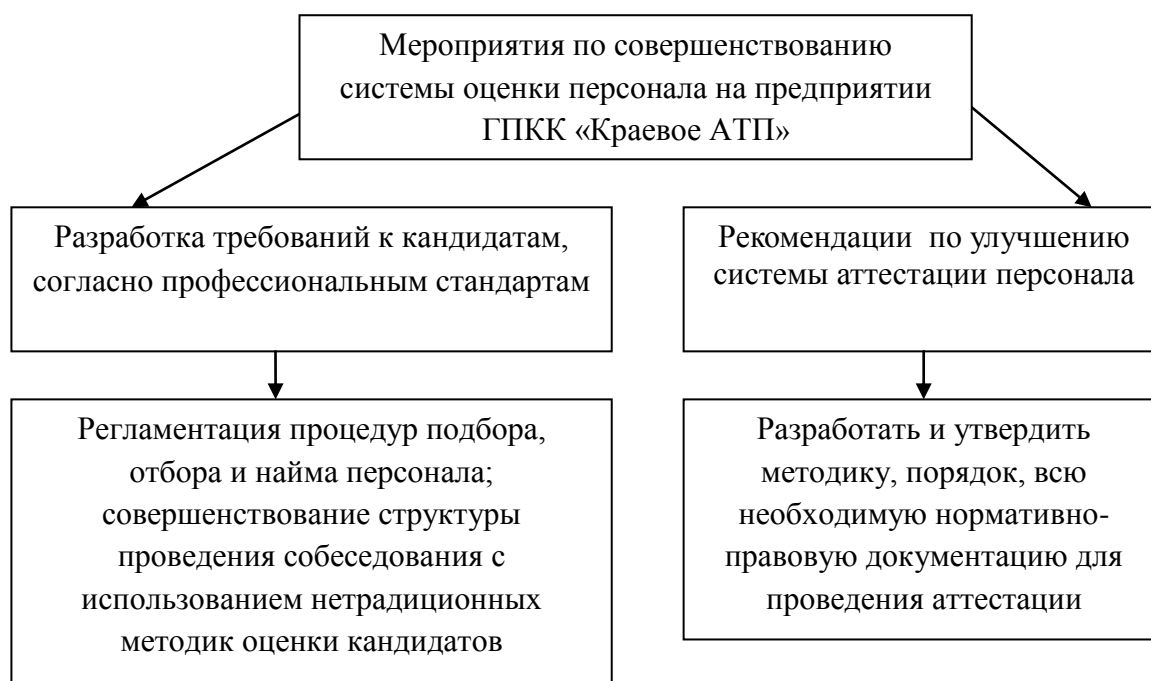 Мероприятия по совершенствованию
системы оценки персонала на предприятии
ГПКК «Краевое АТП»
Разработка требований к кандидатам,
согласно профессиональным стандартам
Рекомендации по улучшению
системы аттестации персонала
Регламентация процедур подбора,
отбора и найма персонала;
совершенствование структуры
проведения собеседования с
использованием нетрадиционных
методик оценки кандидатов
Разработать и утвердить
методику, порядок, всю
необходимую нормативно-
правовую документацию для
проведения аттестации